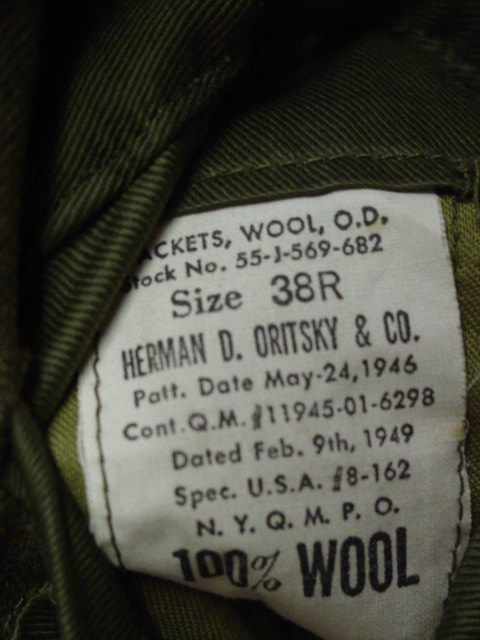 JACKETS, WOOL, O.D.
Stock No. 55-J-569-682
Size 38R
HERMAN D. ORITSKY & CO.
Patt. Date May-24, 1946
Cont. Q.M. #11945-01-6298
Dated Feb. 9th, 1949
Spec. U.S.A. #8-162
N. Y. Q. M. P. O.
100% WOOL